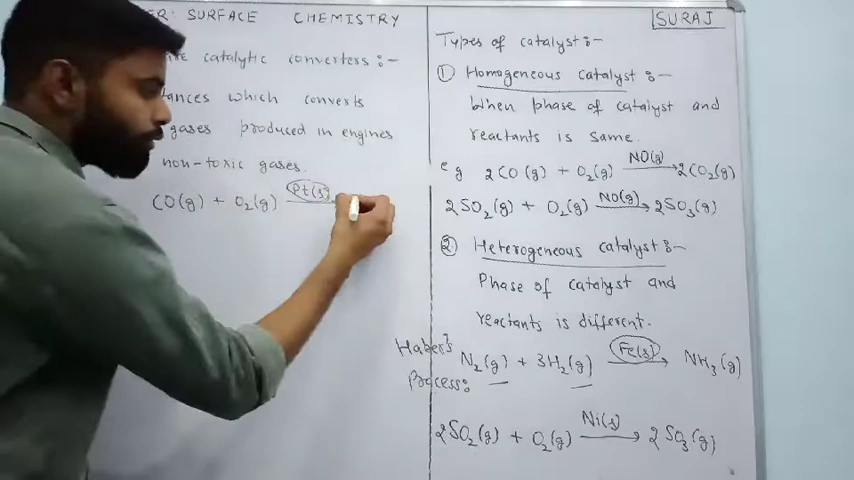 SURFACE CHEMISTRY
catalytic converters :-
which converts
gases produced in engines
non-toxic gases.
CO(g) + O₂(g) Pt(s)
SURAJ
Types of catalyst:-
① Homogeneous catalyst :-
When phase of catalyst and
reactants is same.
eg 2CO(g) + O₂(g) NO(g)→ 2CO₂(g)
2SO₂(g) + O₂(g) NO(g)→ 2SO₃(g)
② Heterogeneous catalyst :-
Phase of catalyst and
reactants is different.
Haber's Process: N₂(g) + 3H₂(g) Fe(s)→ NH₃(g)
2SO₂(g) + O₂(g) Ni(s)→ 2SO₃(g)